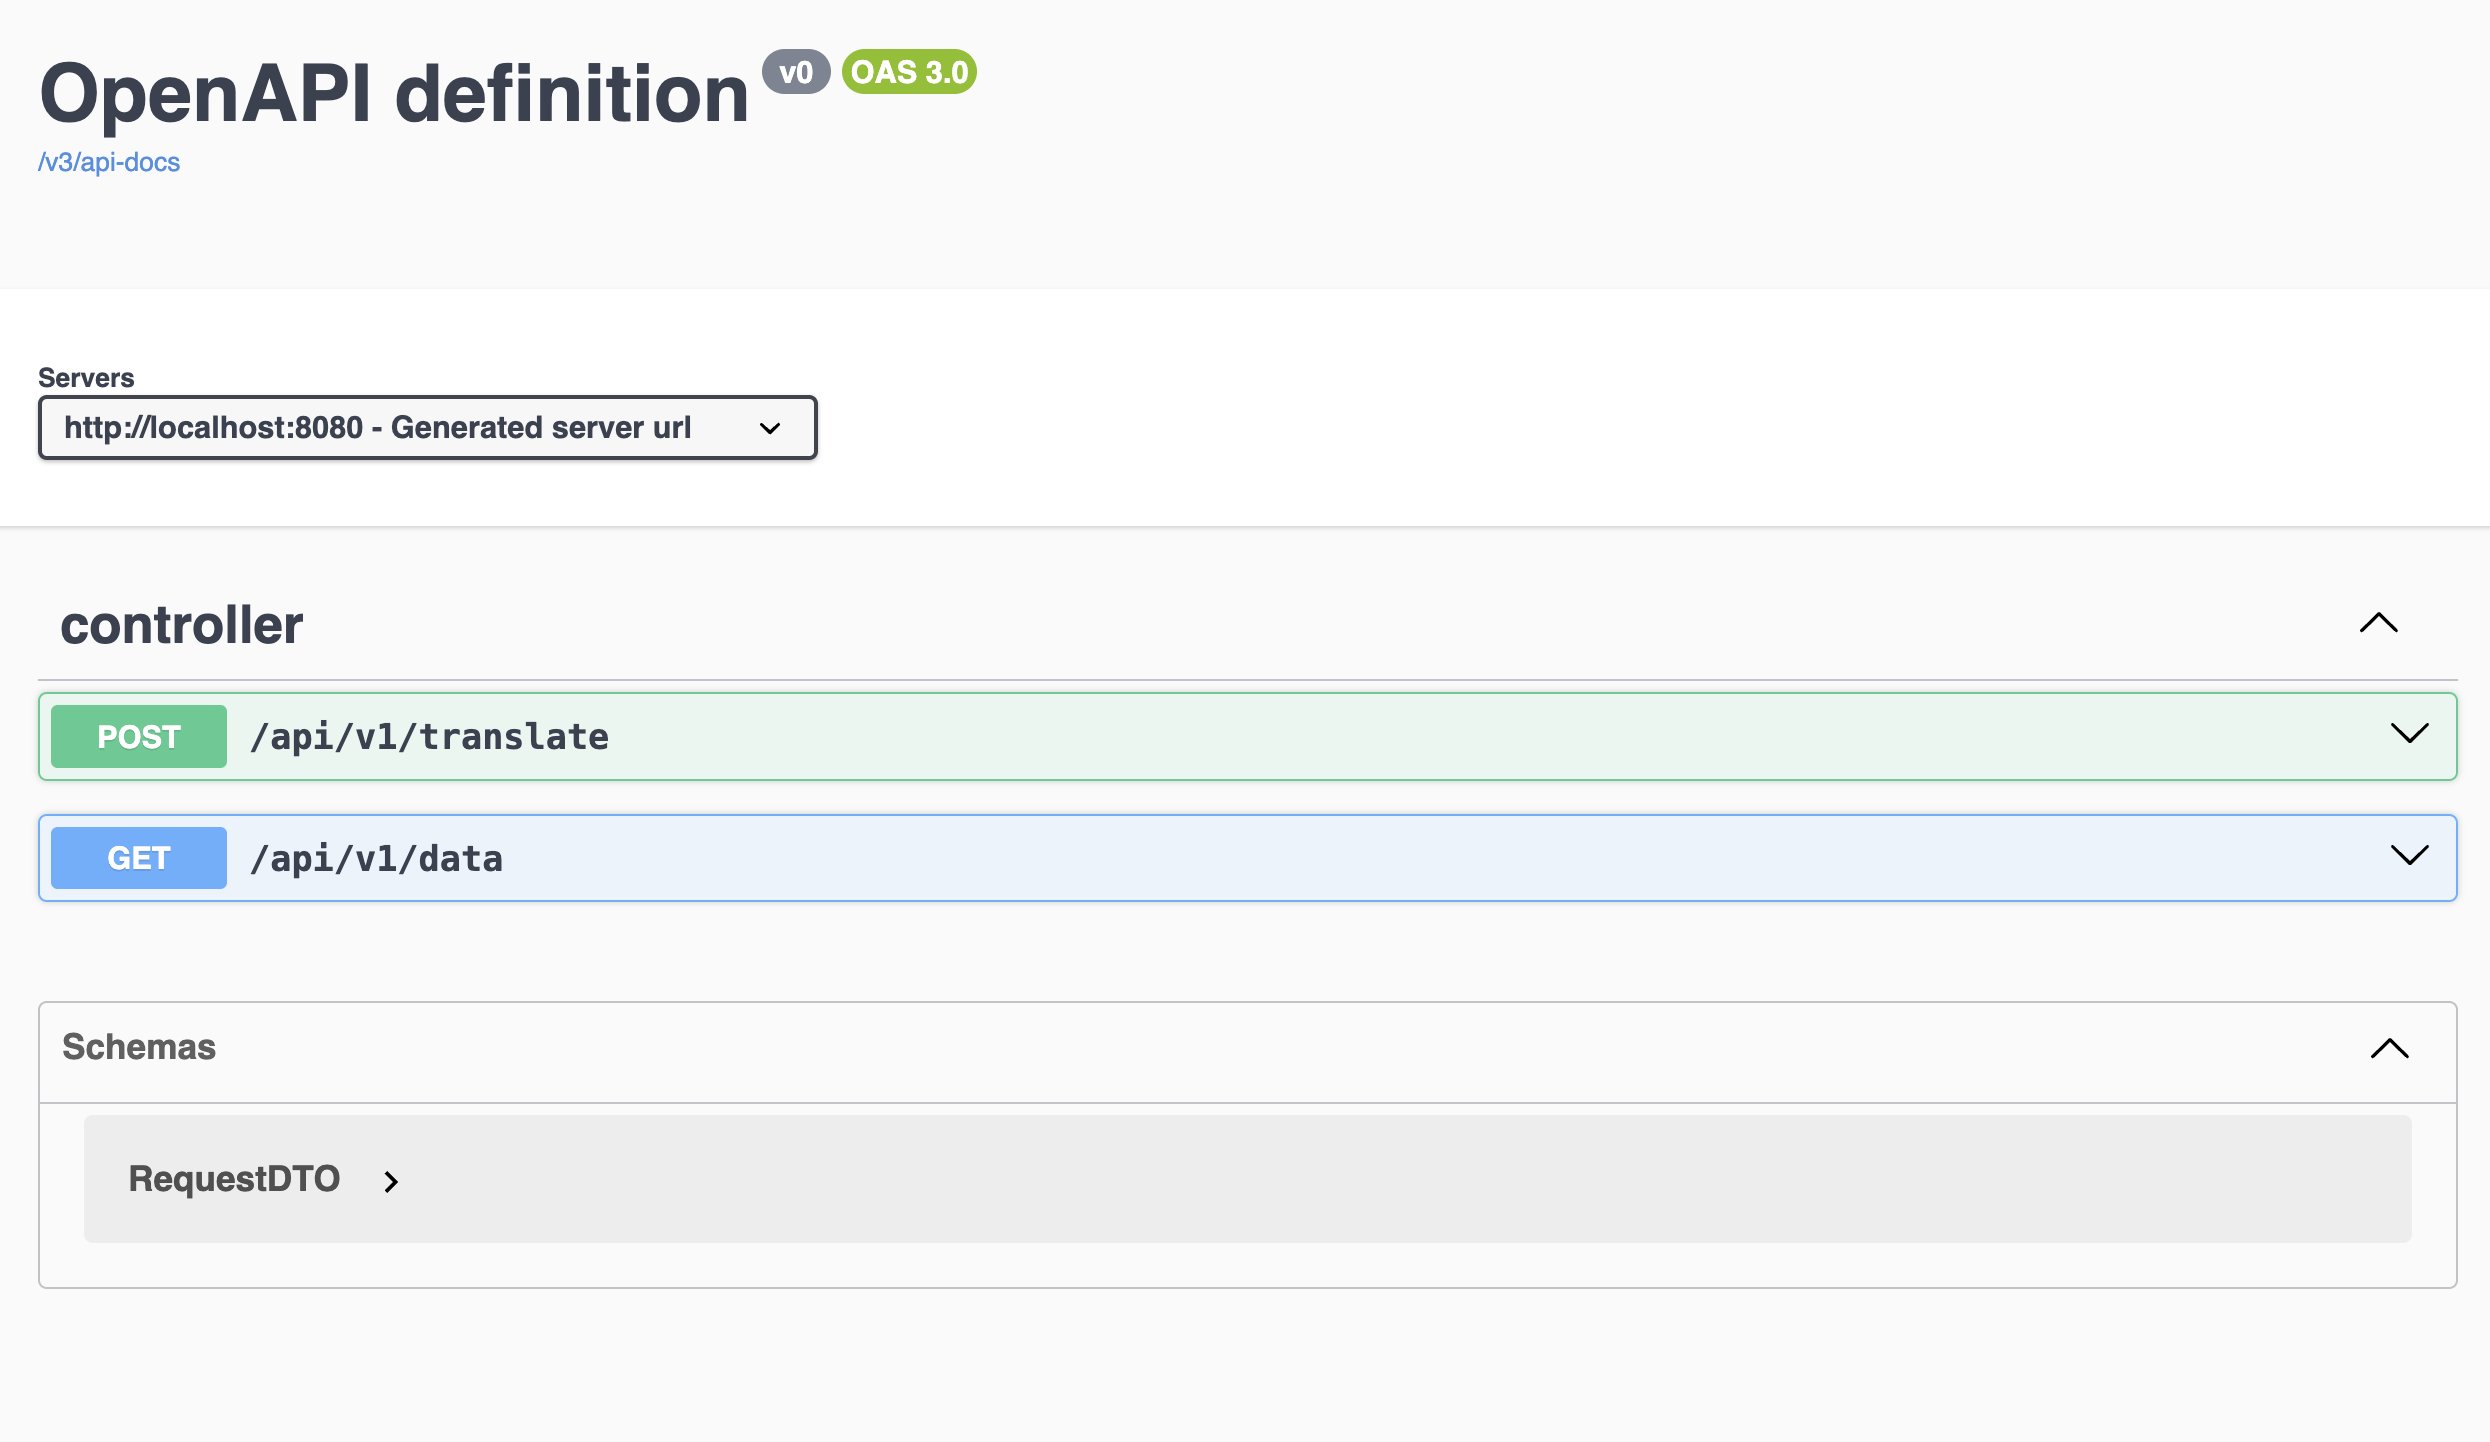 OpenAPI definition v0 OAS 3.0
/v3/api-docs
Servers
http://localhost:8080 - Generated server url
controller
POST /api/v1/translate
GET /api/v1/data
Schemas
RequestDTO